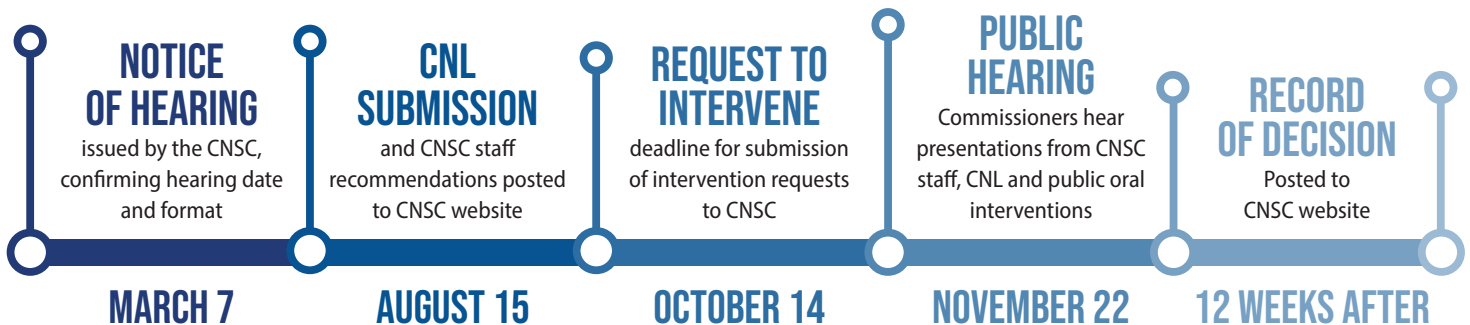 NOTICE
OF HEARING
issued by the CNSC,
confirming hearing date
and format
MARCH 7
CNL
SUBMISSION
and CNSC staff
recommendations posted
to CNSC website
AUGUST 15
REQUEST TO
INTERVENE
deadline for submission
of intervention requests
to CNSC
OCTOBER 14
PUBLIC
HEARING
Commissioners hear
presentations from CNSC
staff, CNL and public oral
interventions
NOVEMBER 22
RECORD
OF DECISION
Posted to
CNSC website
12 WEEKS AFTER